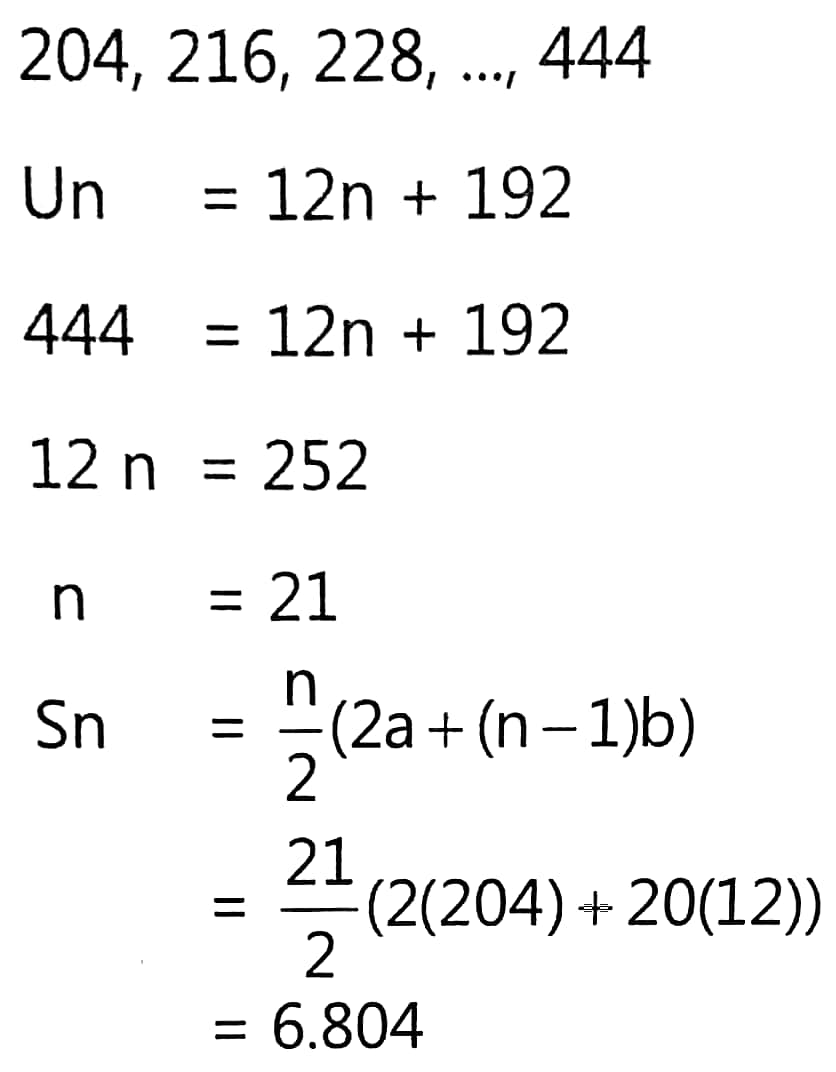 204, 216, 228, ..., 444
Un = 12n + 192
444 = 12n + 192
12 n = 252
n = 21
Sn = n/2 (2a + (n − 1)b)
= 21/2 (2(204) + 20(12))
= 6.804